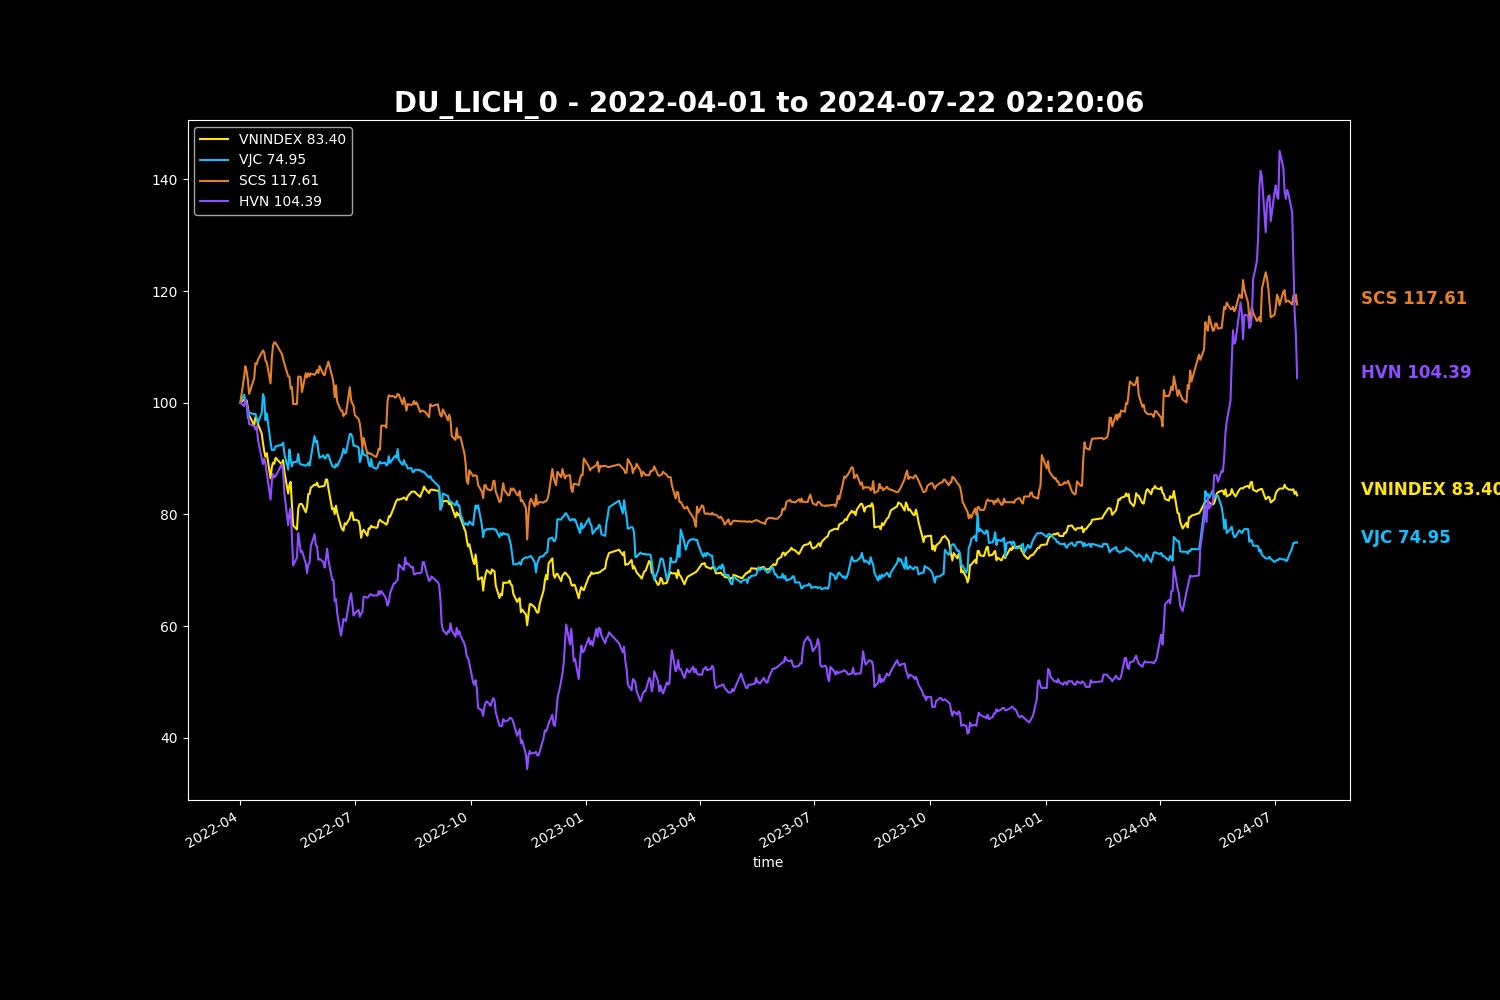 DU_LICH_0 - 2022-04-01 to 2024-07-22 02:20:06
VNINDEX 83.40
VJC 74.95
SCS 117.61
HVN 104.39
140
120
100
80
60
40
SCS 117.61
HVN 104.39
VNINDEX 83.40
VJC 74.95
2022-04
2022-07
2022-10
2023-01
2023-04
2023-07
2023-10
2024-01
2024-04
2024-07
time